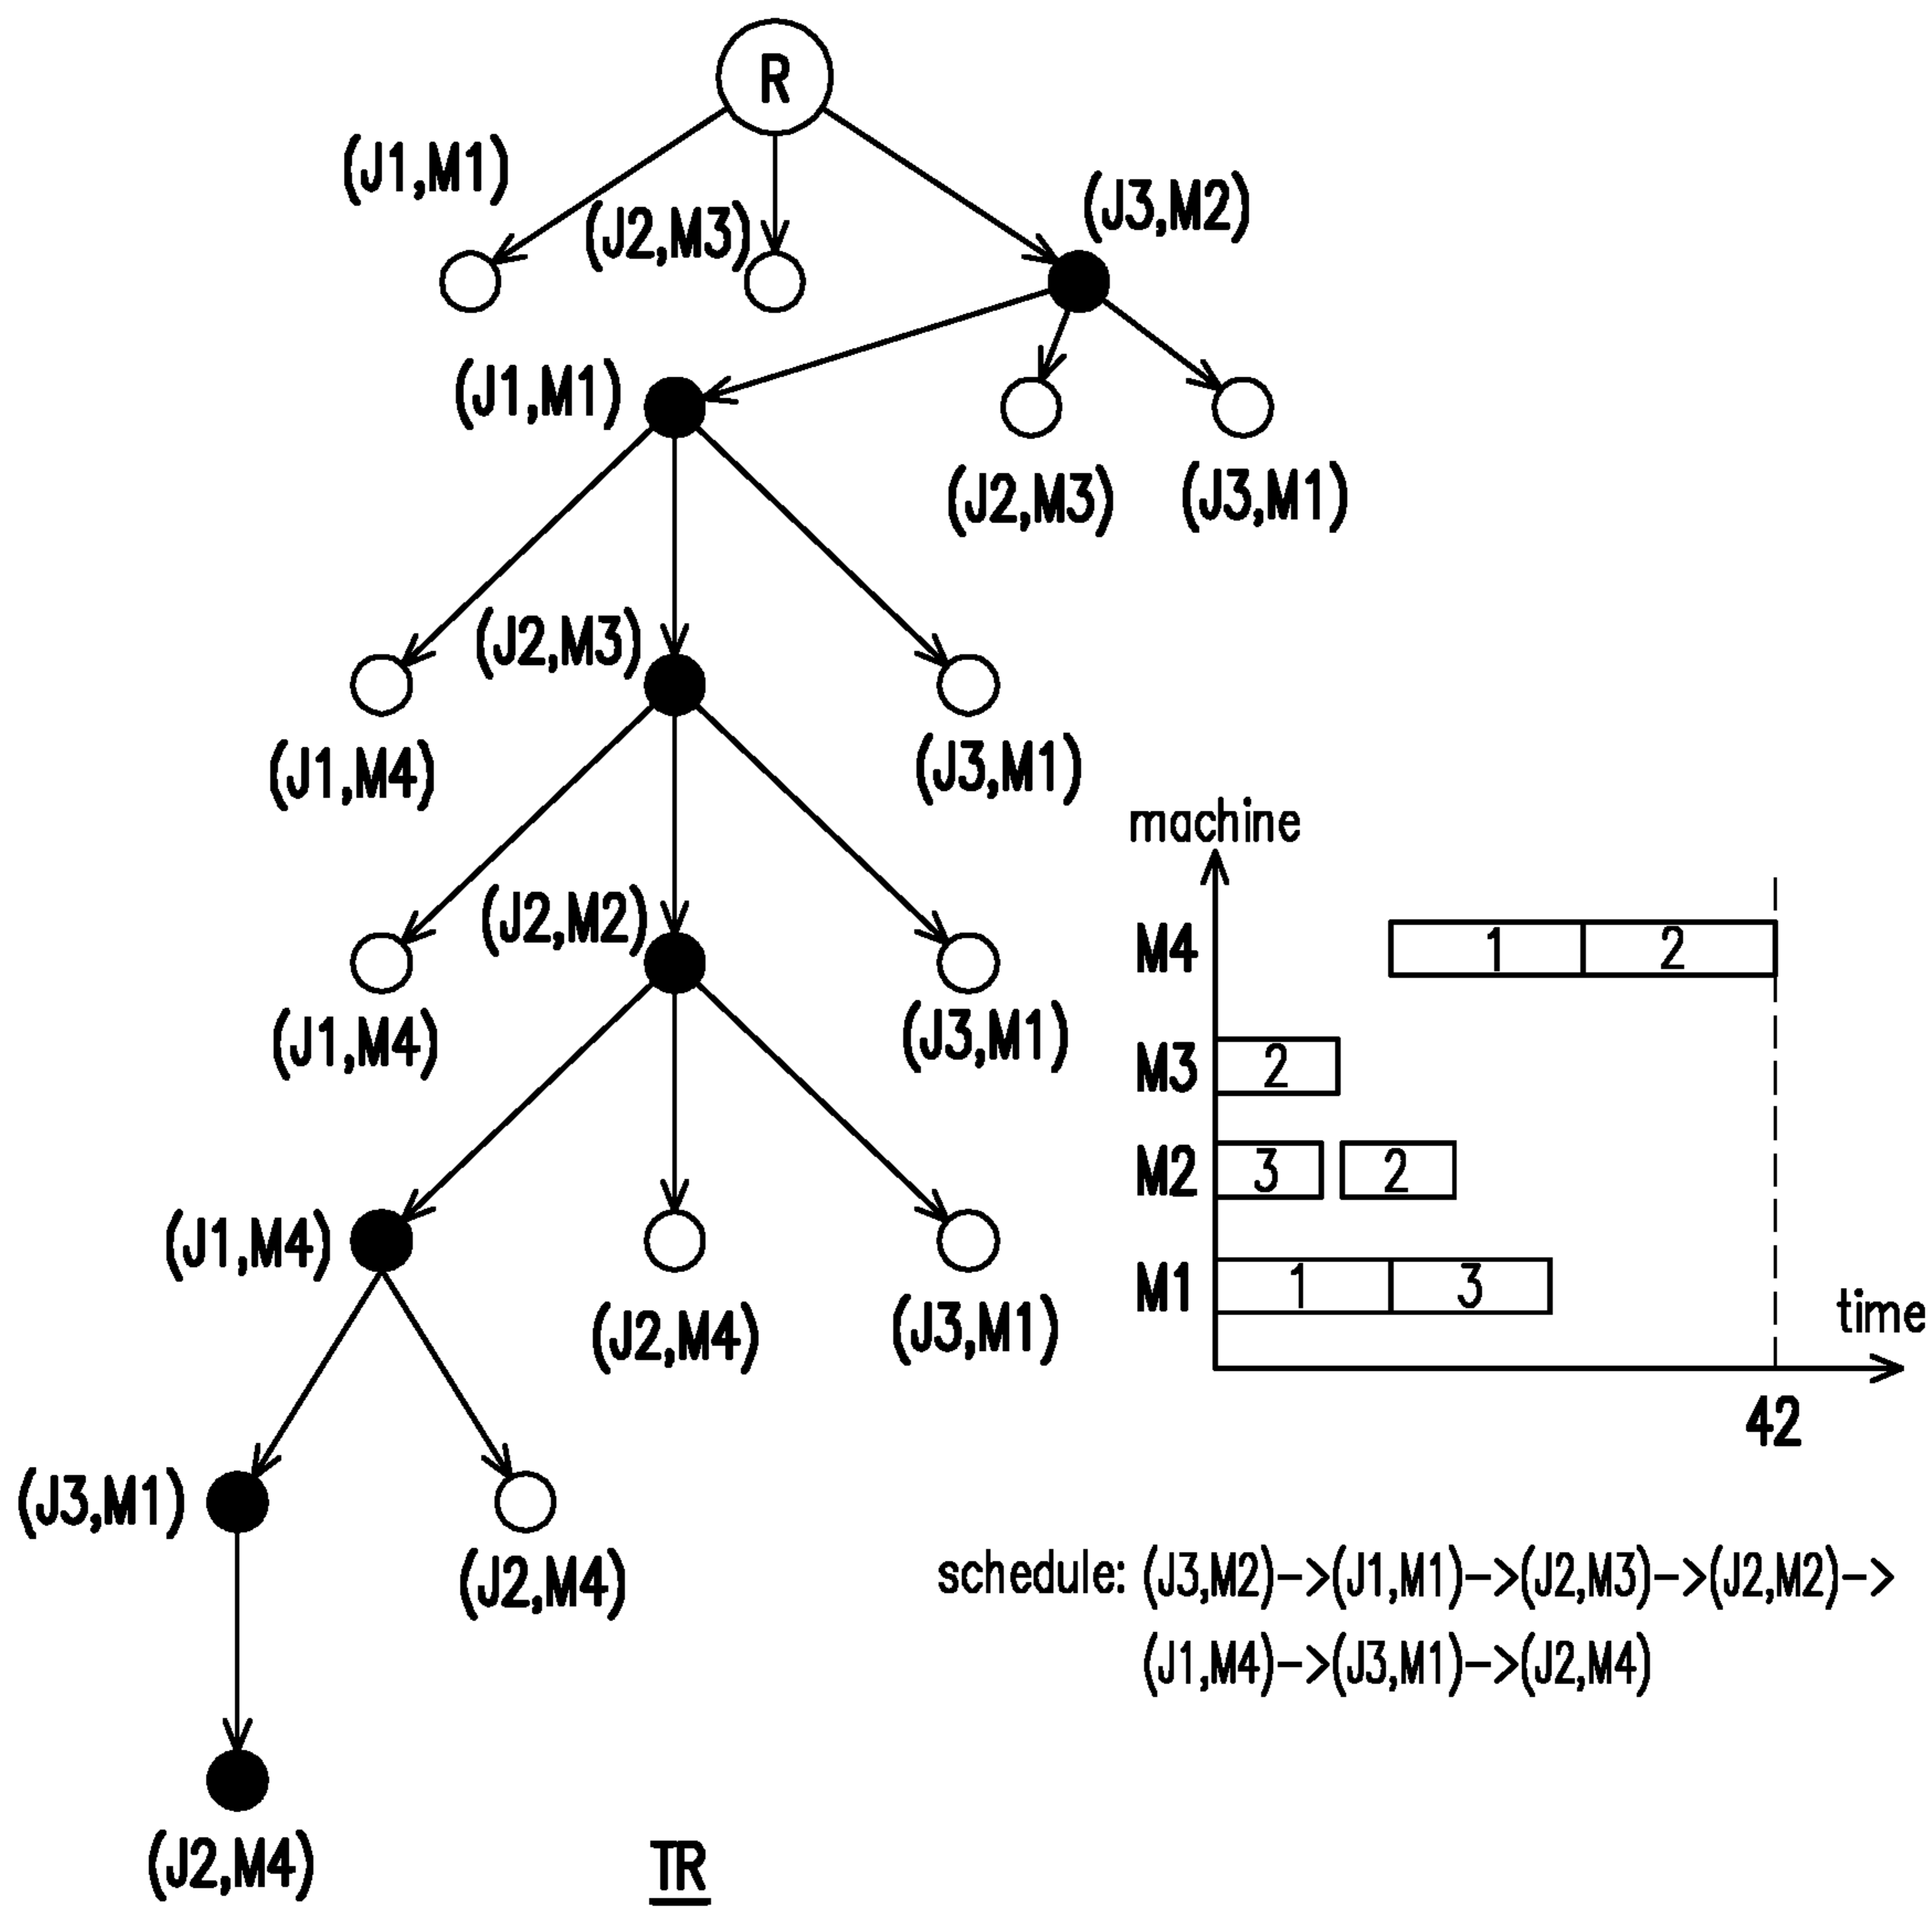 R
(J1,M1)
(J2,M3)
(J3,M2)
(J1,M1)
(J2,M3)
(J3,M1)
(J2,M3)
(J1,M4)
(J3,M1)
(J2,M2)
(J1,M4)
(J3,M1)
(J1,M4)
(J2,M4)
(J3,M1)
(J3,M1)
(J2,M4)
(J2,M4)
TR
machine
M4 1 2
M3 2
M2 3 2
M1 1 3
time
42
schedule: (J3,M2)->(J1,M1)->(J2,M3)->(J2,M2)->
(J1,M4)->(J3,M1)->(J2,M4)